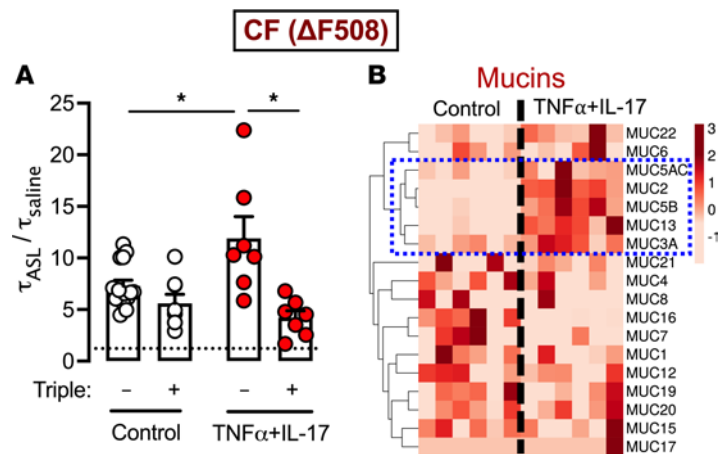 CF (ΔF508)
A
τASL / τsaline
25
20
15
10
5
0
*
*
Triple:
–
+
–
+
Control
TNFα+IL-17
B
Mucins
Control
TNFα+IL-17
MUC22
MUC6
MUC5AC
MUC2
MUC5B
MUC13
MUC3A
MUC21
MUC4
MUC8
MUC16
MUC7
MUC1
MUC12
MUC19
MUC20
MUC15
MUC17
3
2
1
0
-1